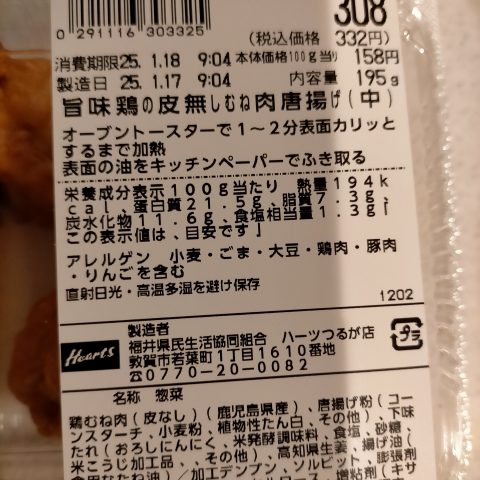 0 291116 303325
308
(税込価格 332円)
消費期限25. 1.18 9:04 本体価格100g当り 158円
製造日 25. 1.17 9:04 内容量 195g
旨味鶏の皮無しむね肉唐揚げ(中)
オーブントースターで1~2分表面カリッと
するまで加熱
表面の油をキッチンペーパーでふき取る
栄養成分表示100g当たり 熱量194k
cal、蛋白質21.5g、脂質7.3g、
炭水化物11.6g、食塩相当量1.3g[
この表示値は、目安です]
アレルゲン 小麦・ごま・大豆・鶏肉・豚肉
・りんごを含む
直射日光・高温多湿を避け保存
1202
製造者
Hearts
福井県民生活協同組合 ハーツつるが店
敦賀市若葉町1丁目1610番地
0770-20-0082
プラ
名称 惣菜
鶏むね肉(皮なし)(鹿児島県産)、唐揚げ粉(コー
ンスターチ、小麦粉、植物性たん白、その他)、下味
たれ(おろしにんにく、米発酵調味料、食塩、砂糖、
米こうじ加工品、、その他)、高知県生姜、揚げ油(
なたね油)/加工デンプン、ソルビット、膨張剤
増粘剤(キサ